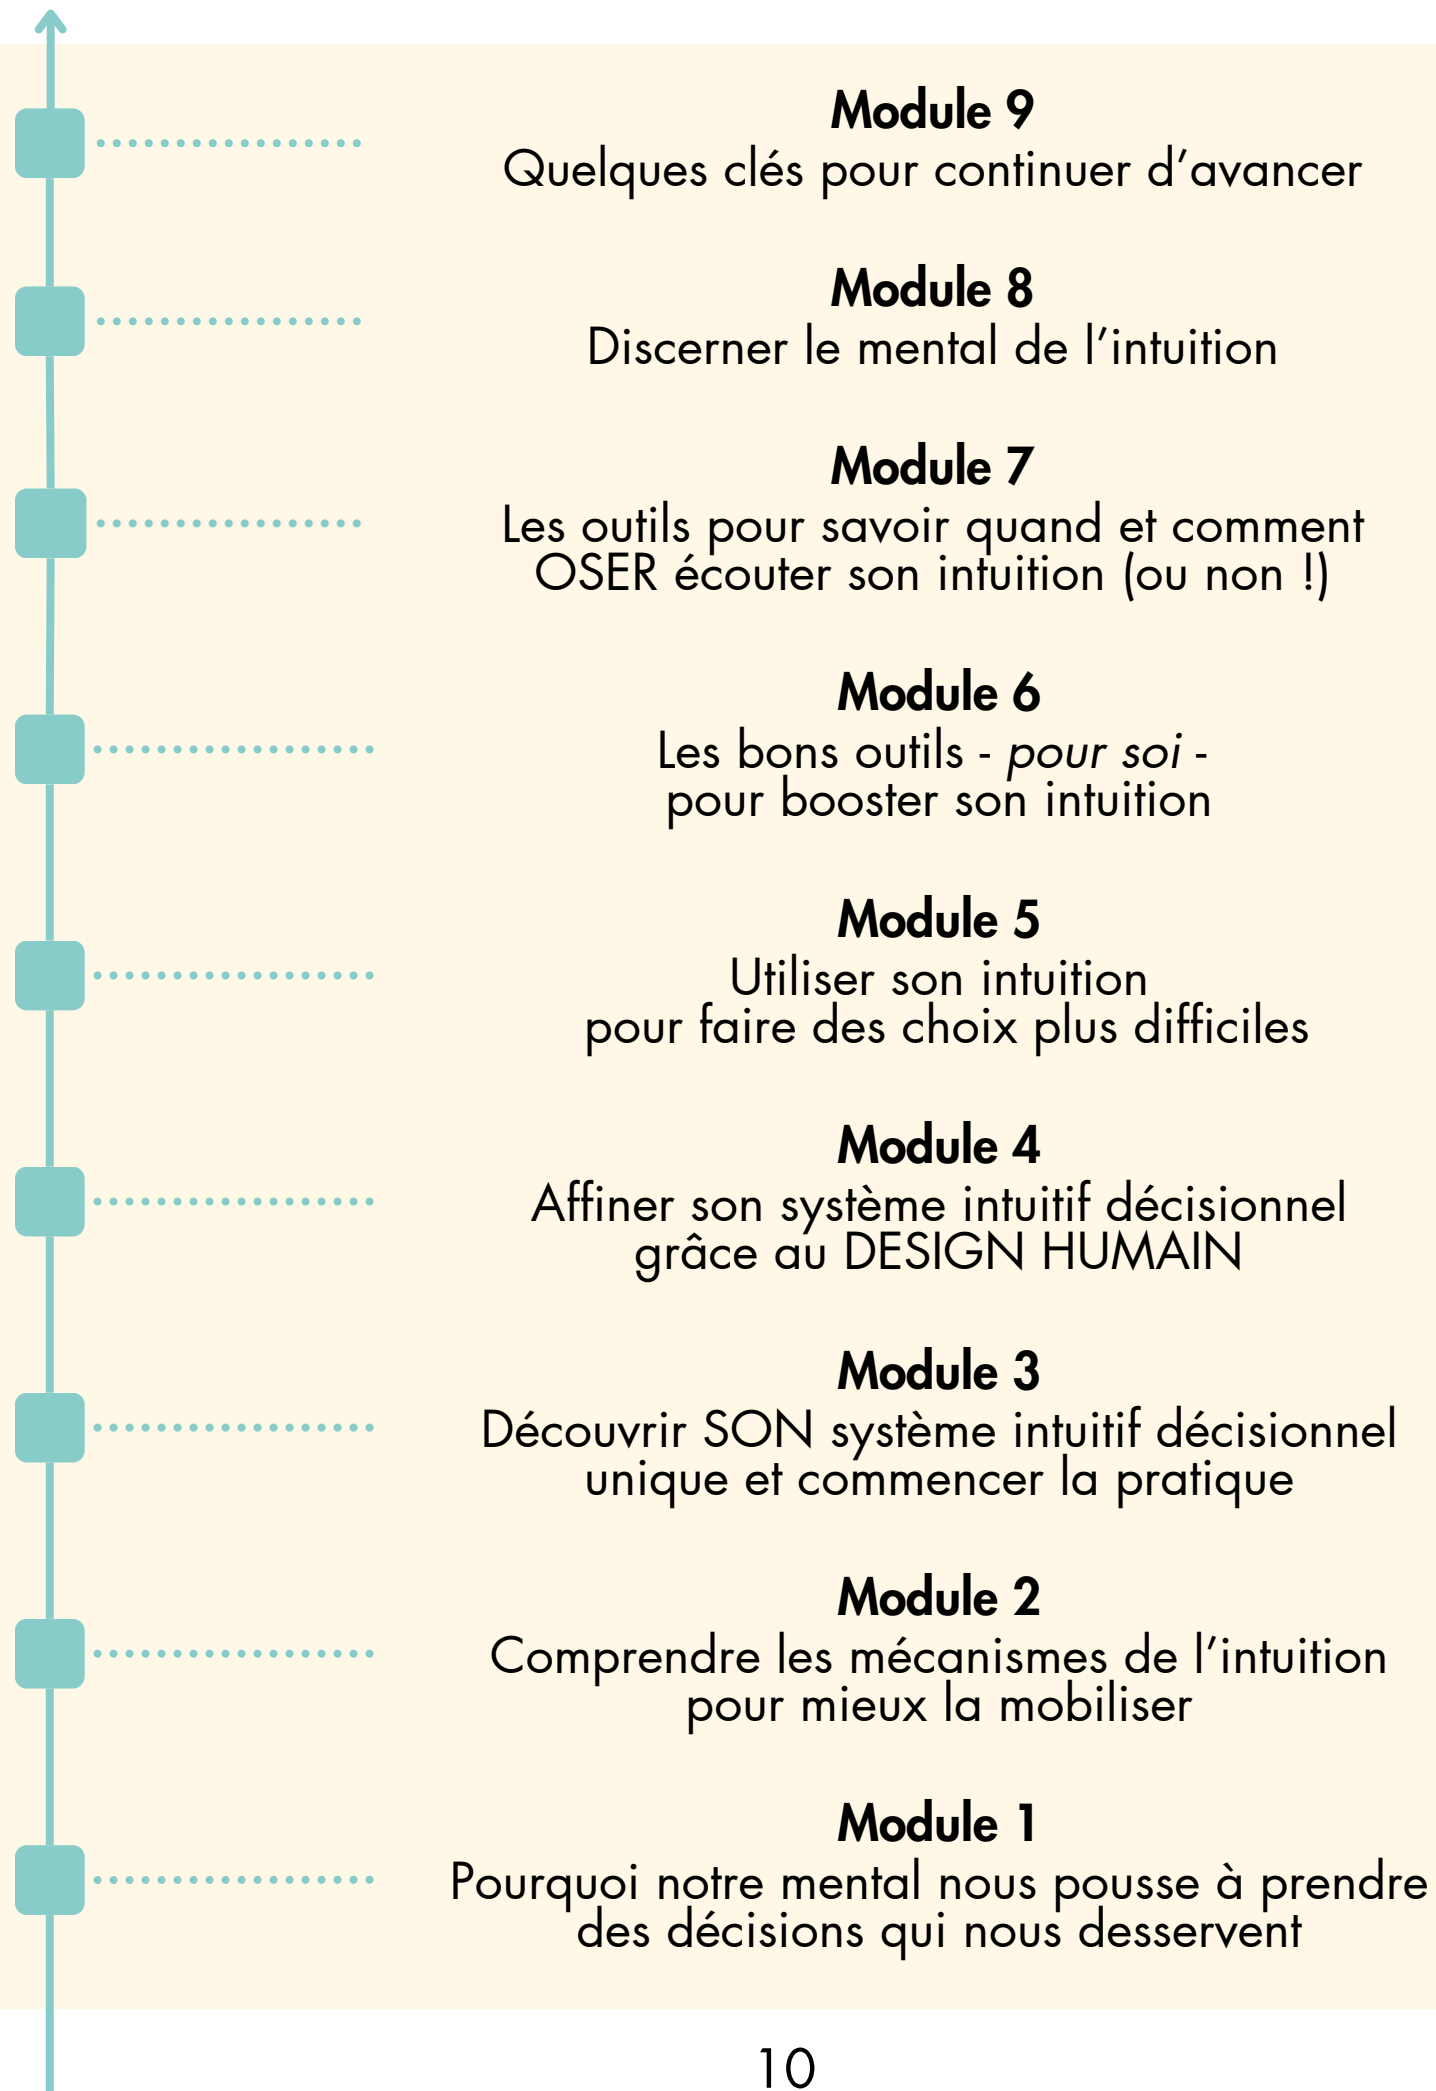 Module 9
Quelques clés pour continuer d’avancer
Module 8
Discerner le mental de l’intuition
Module 7
Les outils pour savoir quand et comment
OSER écouter son intuition (ou non !)
Module 6
Les bons outils - pour soi -
pour booster son intuition
Module 5
Utiliser son intuition
pour faire des choix plus difficiles
Module 4
Affiner son système intuitif décisionnel
grâce au DESIGN HUMAIN
Module 3
Découvrir SON système intuitif décisionnel
unique et commencer la pratique
Module 2
Comprendre les mécanismes de l’intuition
pour mieux la mobiliser
Module 1
Pourquoi notre mental nous pousse à prendre
des décisions qui nous desservent
10